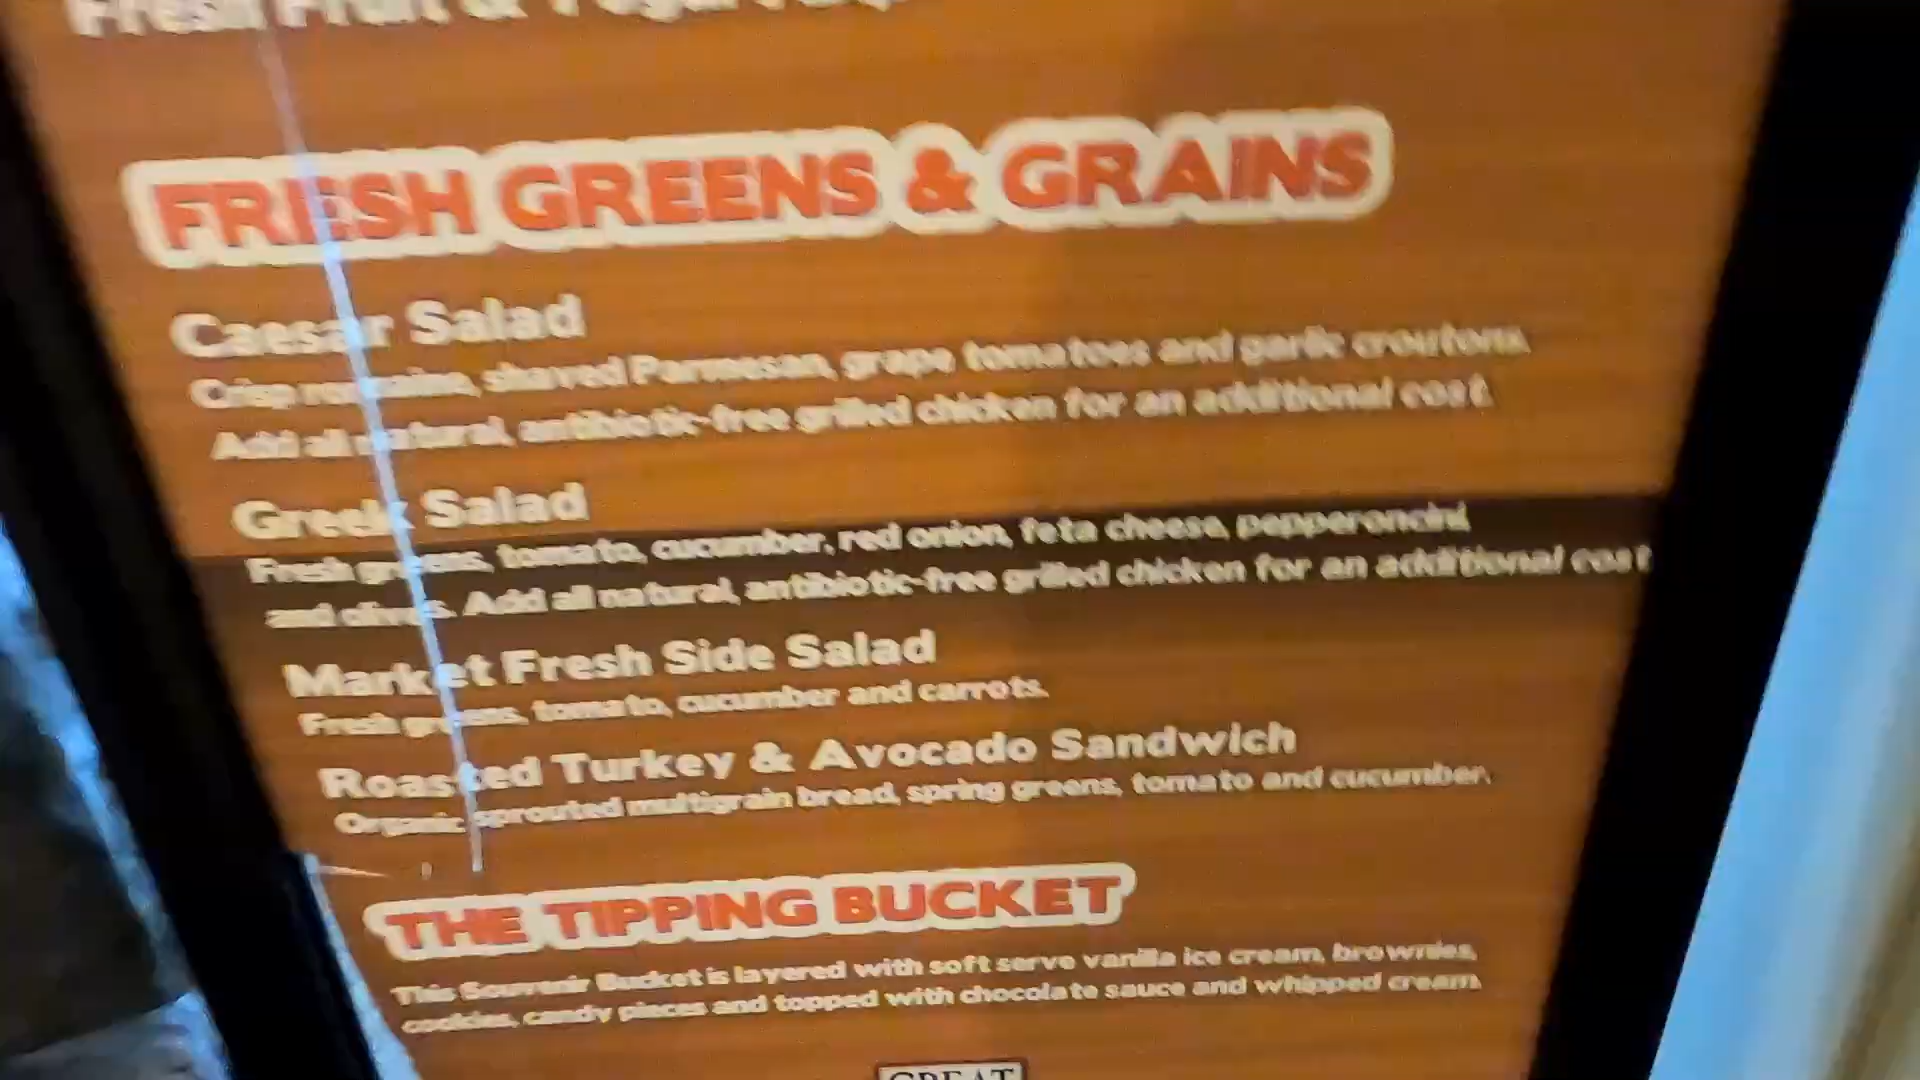 Fresh Fruit & Yogurt
FRESH GREENS & GRAINS
Caesar Salad
Crisp romaine, shaved Parmesan, grape tomatoes and garlic croutons.
Add all natural, antibiotic-free grilled chicken for an additional cost.
Greek Salad
Fresh greens, tomato, cucumber, red onion, feta cheese, pepperoncini,
and olives. Add all natural, antibiotic-free grilled chicken for an additional cost
Market Fresh Side Salad
Fresh greens, tomato, cucumber and carrots.
Roasted Turkey & Avocado Sandwich
Organic sprouted multigrain bread, spring greens, tomato and cucumber.
THE TIPPING BUCKET
This Souvenir Bucket is layered with soft serve vanilla ice cream, brownies,
cookies, candy pieces and topped with chocolate sauce and whipped cream.
GREAT